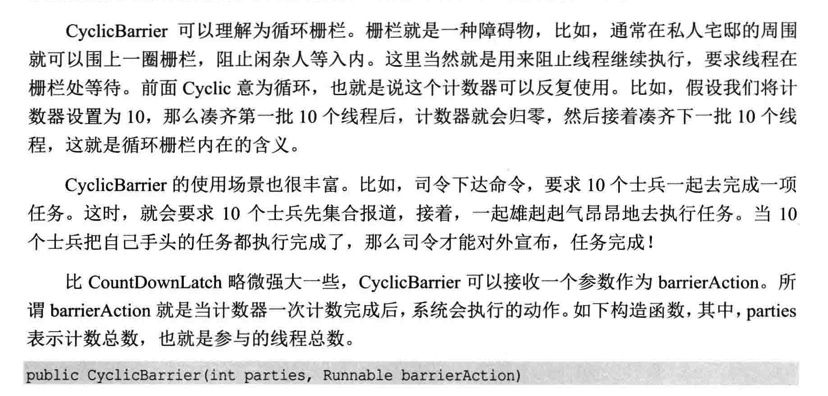 CyclicBarrier 可以理解为循环栅栏。栅栏就是一种障碍物，比如，通常在私人宅邸的周围
就可以围上一圈栅栏，阻止闲杂人等入内。这里当然就是用来阻止线程继续执行，要求线程在
栅栏处等待。前面 Cyclic 意为循环，也就是说这个计数器可以反复使用。比如，假设我们将计
数器设置为 10，那么凑齐第一批 10 个线程后，计数器就会归零，然后接着凑齐下一批 10 个线
程，这就是循环栅栏内在的含义。
CyclicBarrier 的使用场景也很丰富。比如，司令下达命令，要求 10 个士兵一起去完成一项
任务。这时，就会要求 10 个士兵先集合报道，接着，一起雄赳赳气昂昂地去执行任务。当 10
个士兵把自己手头的任务都执行完成了，那么司令才能对外宣布，任务完成！
比 CountDownLatch 略微强大一些，CyclicBarrier 可以接收一个参数作为 barrierAction。所
谓 barrierAction 就是当计数器一次计数完成后，系统会执行的动作。如下构造函数，其中，parties
表示计数总数，也就是参与的线程总数。
public CyclicBarrier(int parties, Runnable barrierAction)